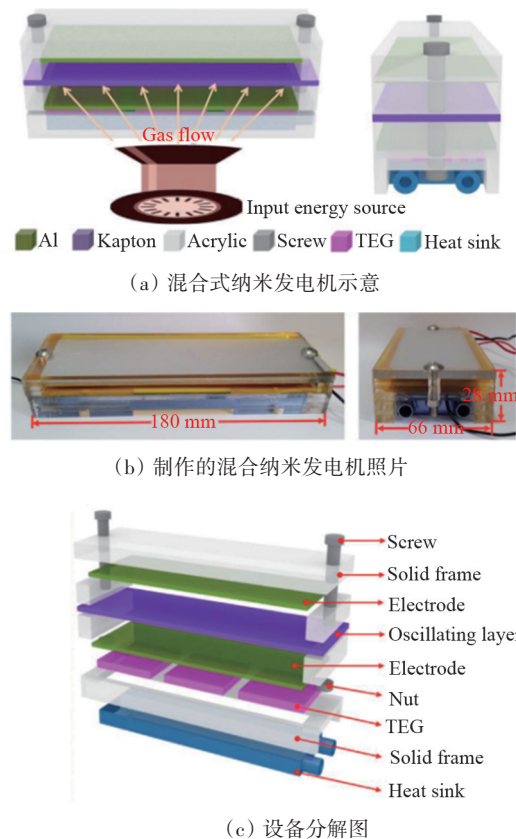 Gas flow
Input energy source
Al Kapton Acrylic Screw TEG Heat sink
(a) 混合式纳米发电机示意
180 mm
28 mm
66 mm
(b) 制作的混合纳米发电机照片
Screw
Solid frame
Electrode
Oscillating layer
Electrode
Nut
TEG
Solid frame
Heat sink
(c) 设备分解图